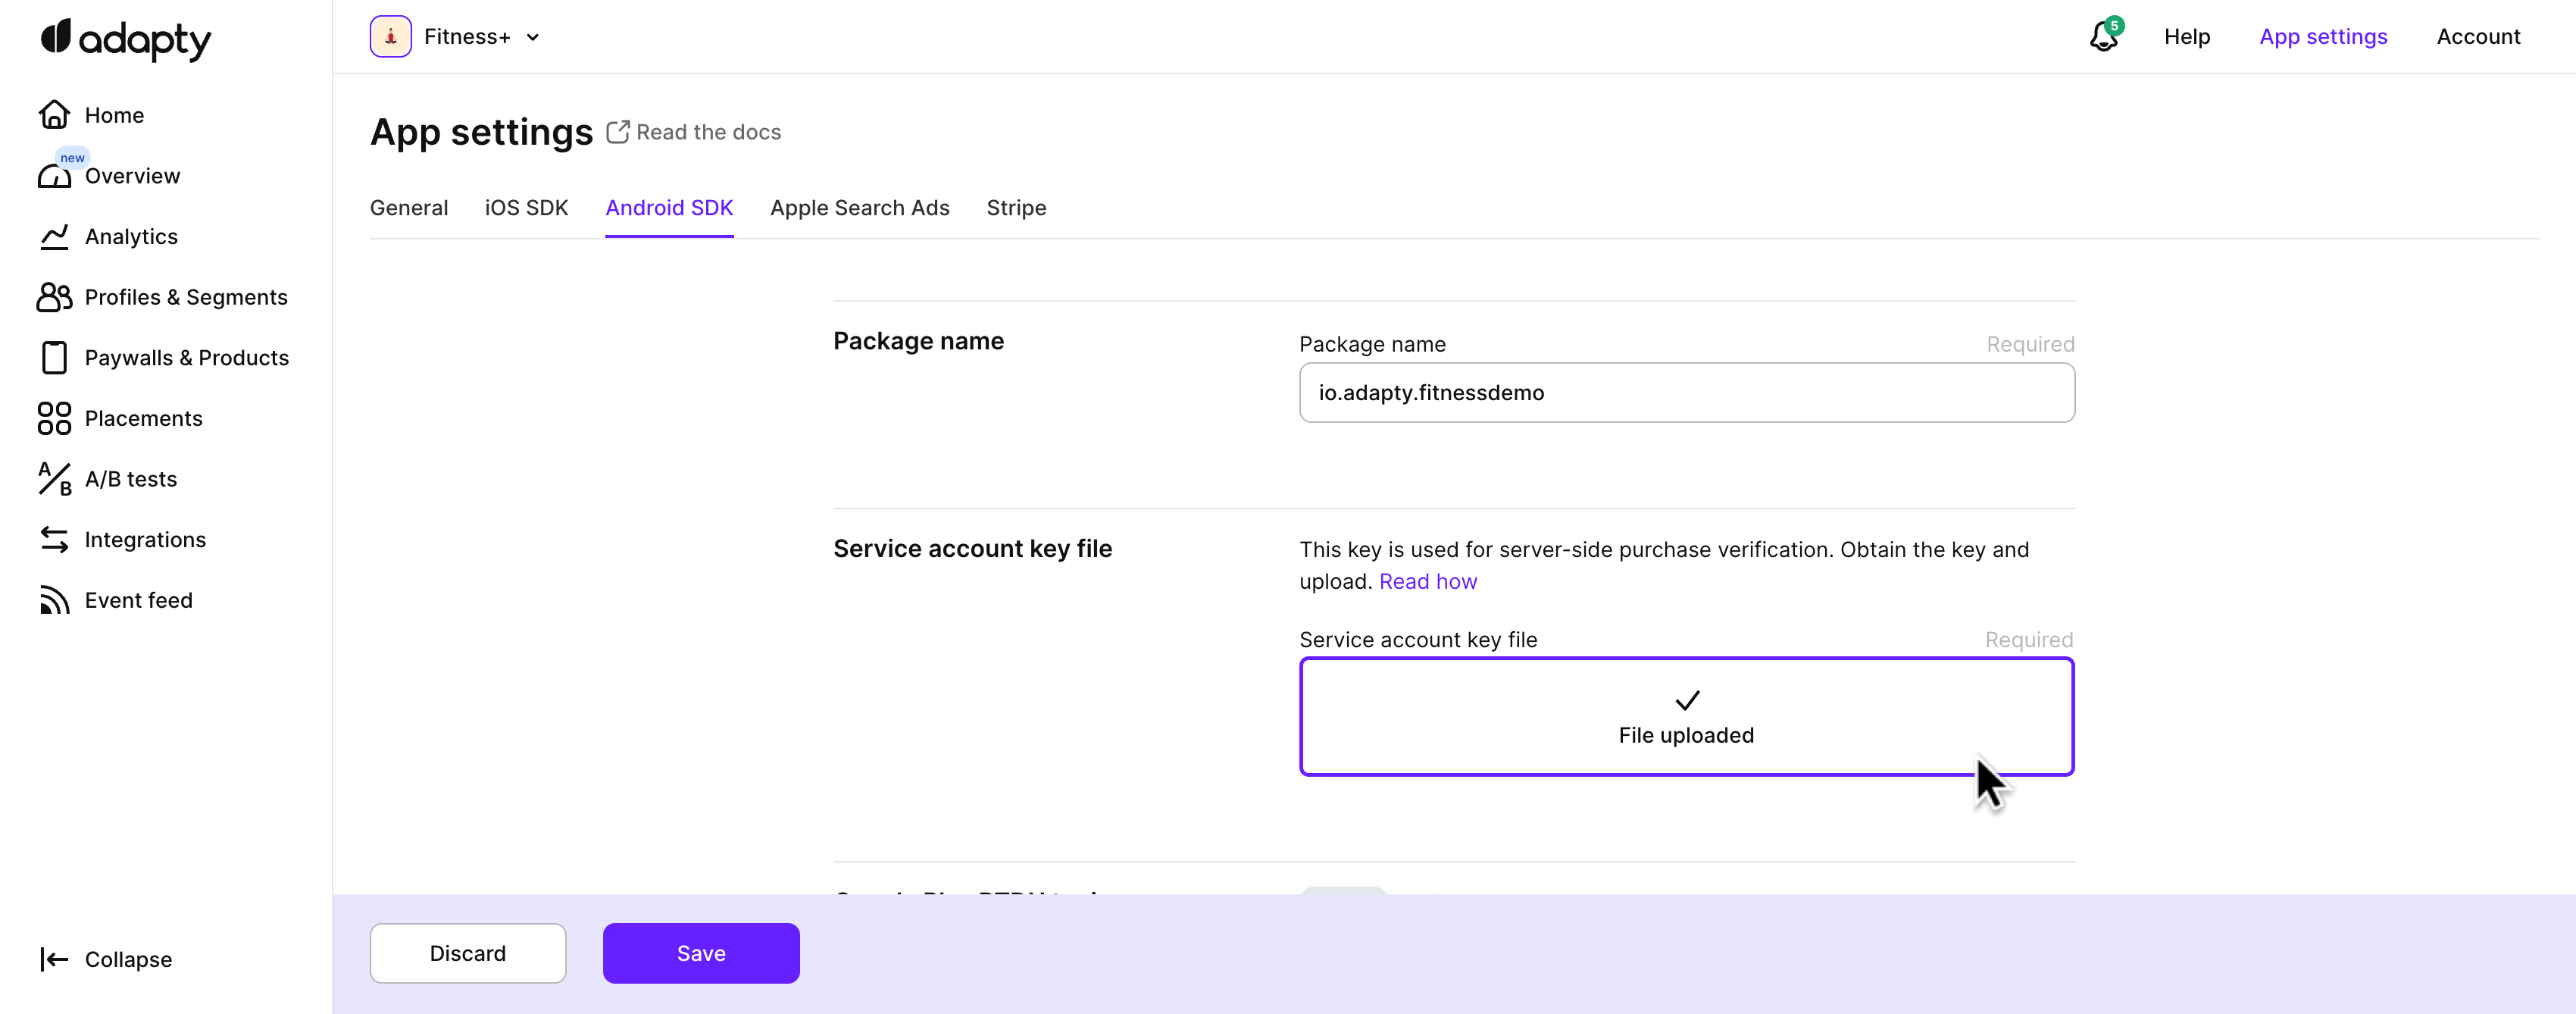 adapty
Fitness+
5
Help
App settings
Account
Home
new
Overview
Analytics
Profiles & Segments
Paywalls & Products
Placements
A/B
A/B tests
Integrations
Event feed
Collapse
App settings
Read the docs
General
iOS SDK
Android SDK
Apple Search Ads
Stripe
Package name
Package name
Required
io.adapty.fitnessdemo
Service account key file
This key is used for server-side purchase verification. Obtain the key and
upload. Read how
Service account key file
Required
File uploaded
Discard
Save